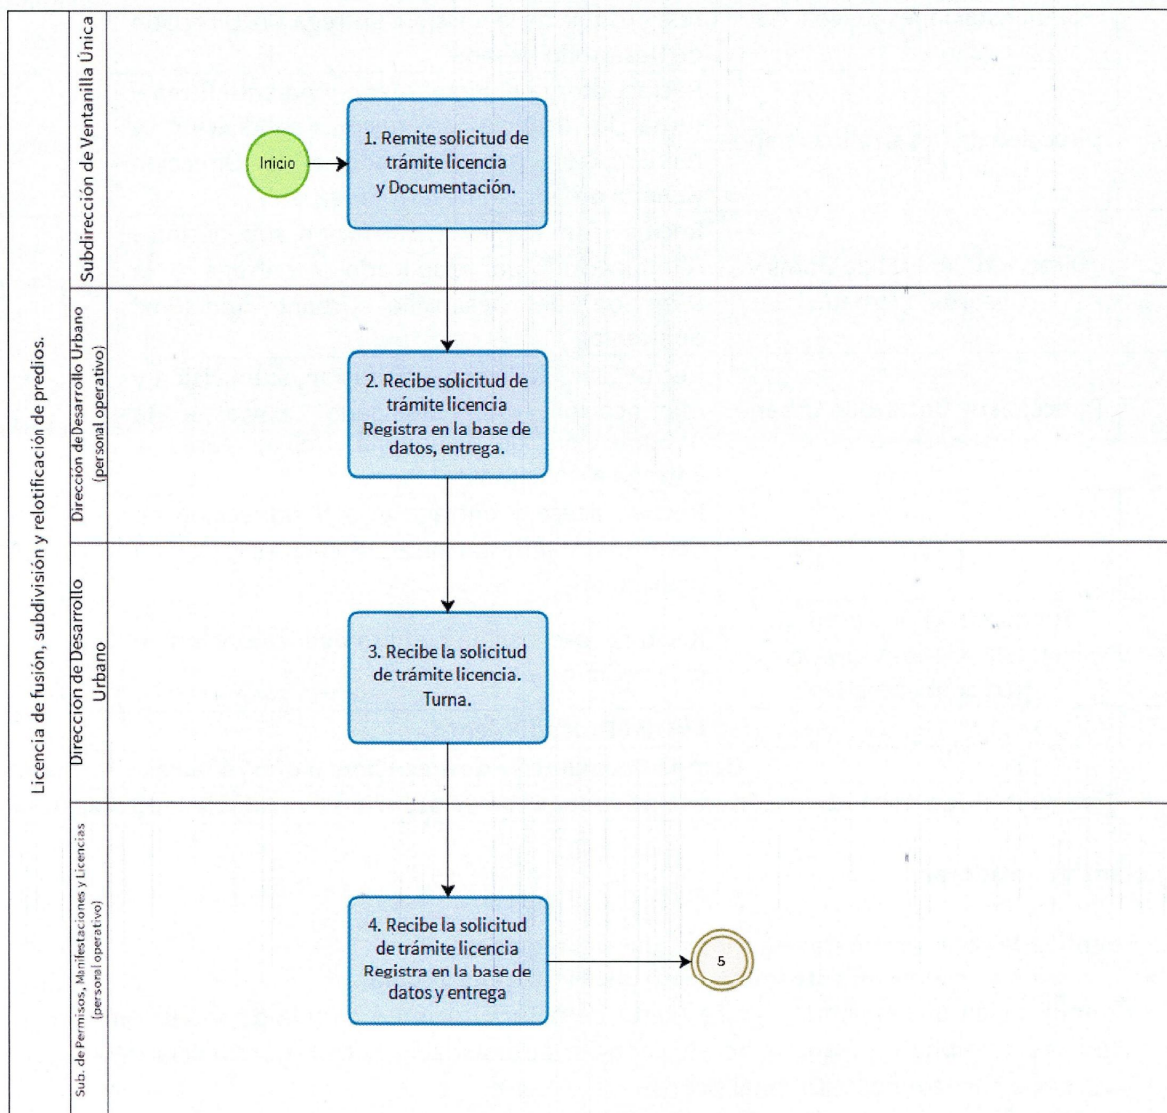 Licencia de fusión, subdivisión y relotificación de predios.
Subdirección de Ventanilla Única
Inicio
1. Remite solicitud de
trámite licencia
y Documentación.
Dirección de Desarrollo Urbano
(personal operativo)
2. Recibe solicitud de
trámite licencia
Registra en la base de
datos, entrega.
Direccion de Desarrollo
Urbano
3. Recibe la solicitud
de trámite licencia.
Turna.
Sub. de Permisos, Manifestaciones y Licencias
(personal operativo)
4. Recibe la solicitud
de trámite licencia
Registra en la base de
datos y entrega
5